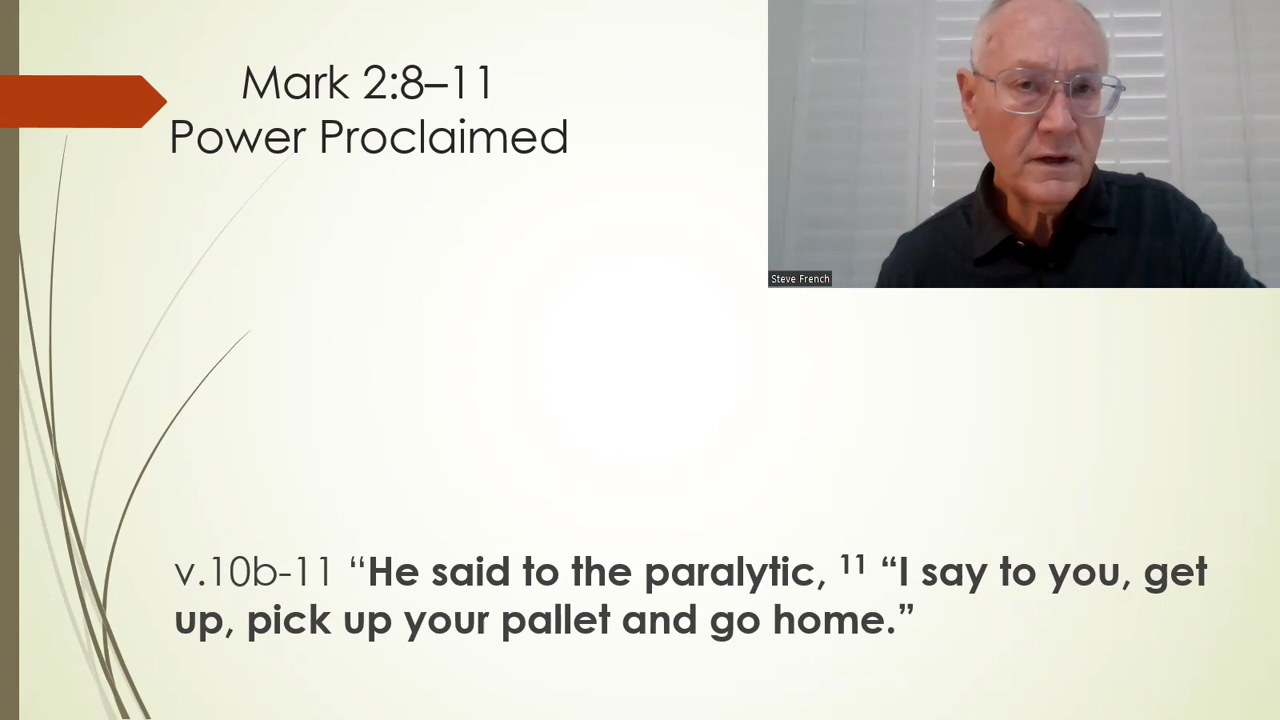 Mark 2:8–11
Power Proclaimed
Steve French
v.10b-11 “He said to the paralytic, ¹¹ “I say to you, get
up, pick up your pallet and go home.”